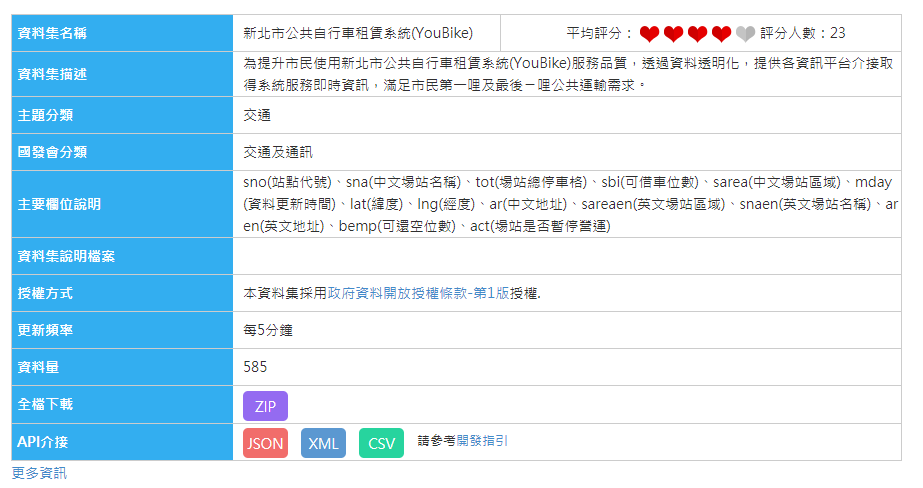 資料集名稱 新北市公共自行車租賃系統(YouBike) 平均評分： 評分人數：23
資料集描述 為提升市民使用新北市公共自行車租賃系統(YouBike)服務品質，透過資料透明化，提供各資訊平台介接取
得系統服務即時資訊，滿足市民第一哩及最後一哩公共運輸需求。
主題分類 交通
國發會分類 交通及通訊
主要欄位說明 sno(站點代號)、sna(中文場站名稱)、tot(場站總停車格)、sbi(可借車位數)、sarea(中文場站區域)、mday
(資料更新時間)、lat(緯度)、lng(經度)、ar(中文地址)、sareaen(英文場站區域)、snaen(英文場站名稱)、ar
en(英文地址)、bemp(可還空位數)、act(場站是否暫停營運)
資料集說明檔案
授權方式 本資料集採用政府資料開放授權條款-第1版授權.
更新頻率 每5分鐘
資料量 585
全檔下載 ZIP
API介接 JSON XML CSV 請參考開發指引
更多資訊